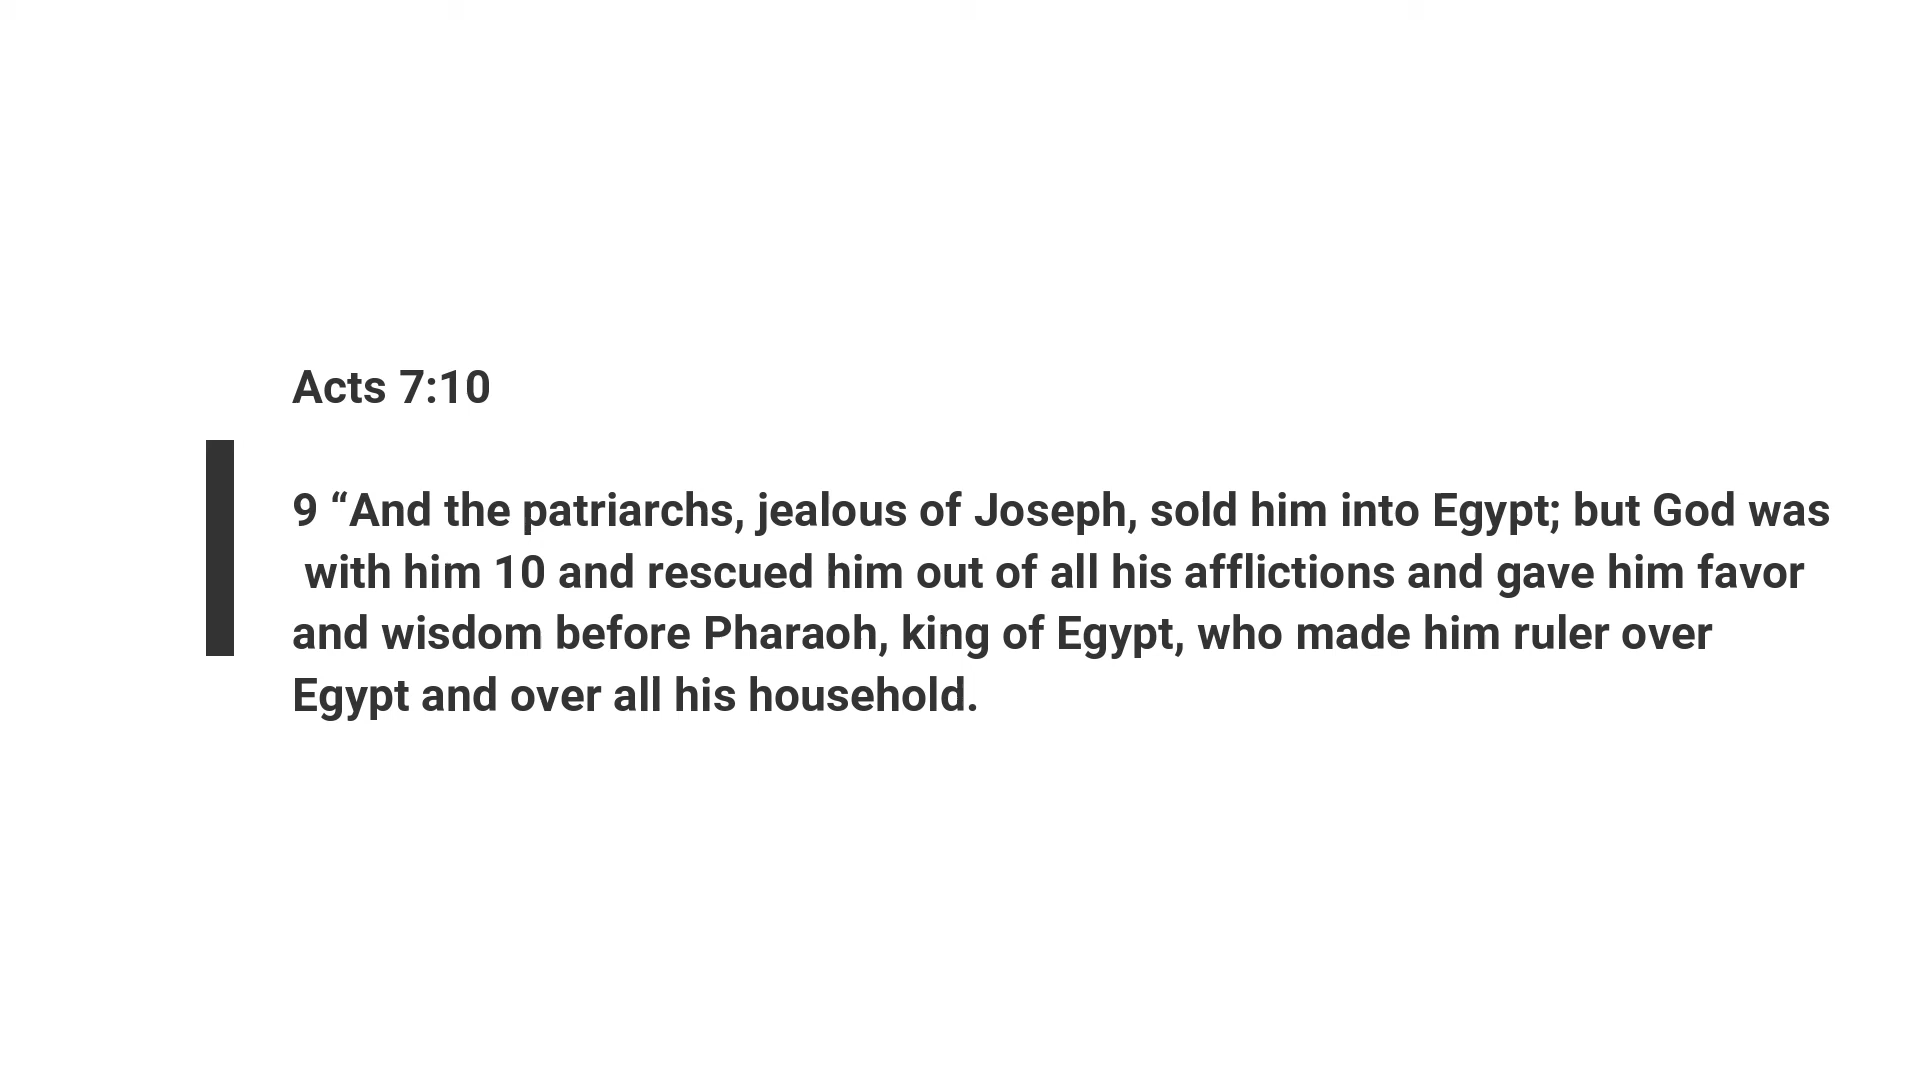 Acts 7:10
9 “And the patriarchs, jealous of Joseph, sold him into Egypt; but God was
with him 10 and rescued him out of all his afflictions and gave him favor
and wisdom before Pharaoh, king of Egypt, who made him ruler over
Egypt and over all his household.